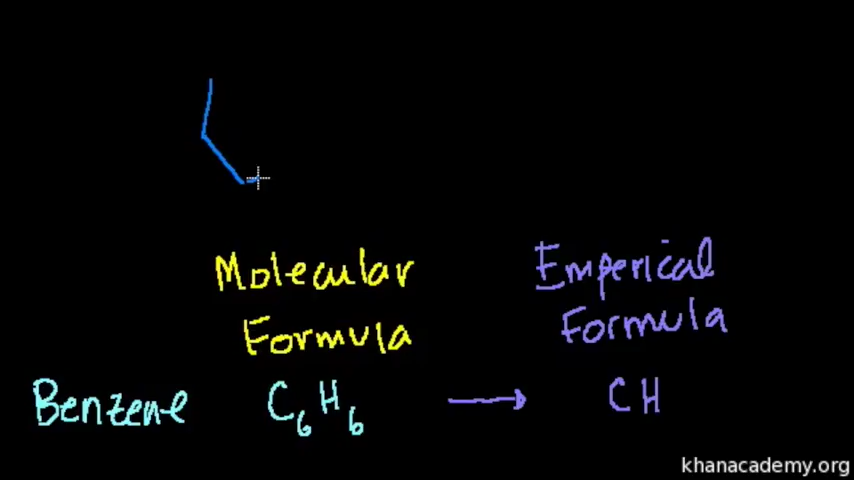 Molecular Emperical
Formula Formula
Benzene C₆H₆ → CH
khanacademy.org